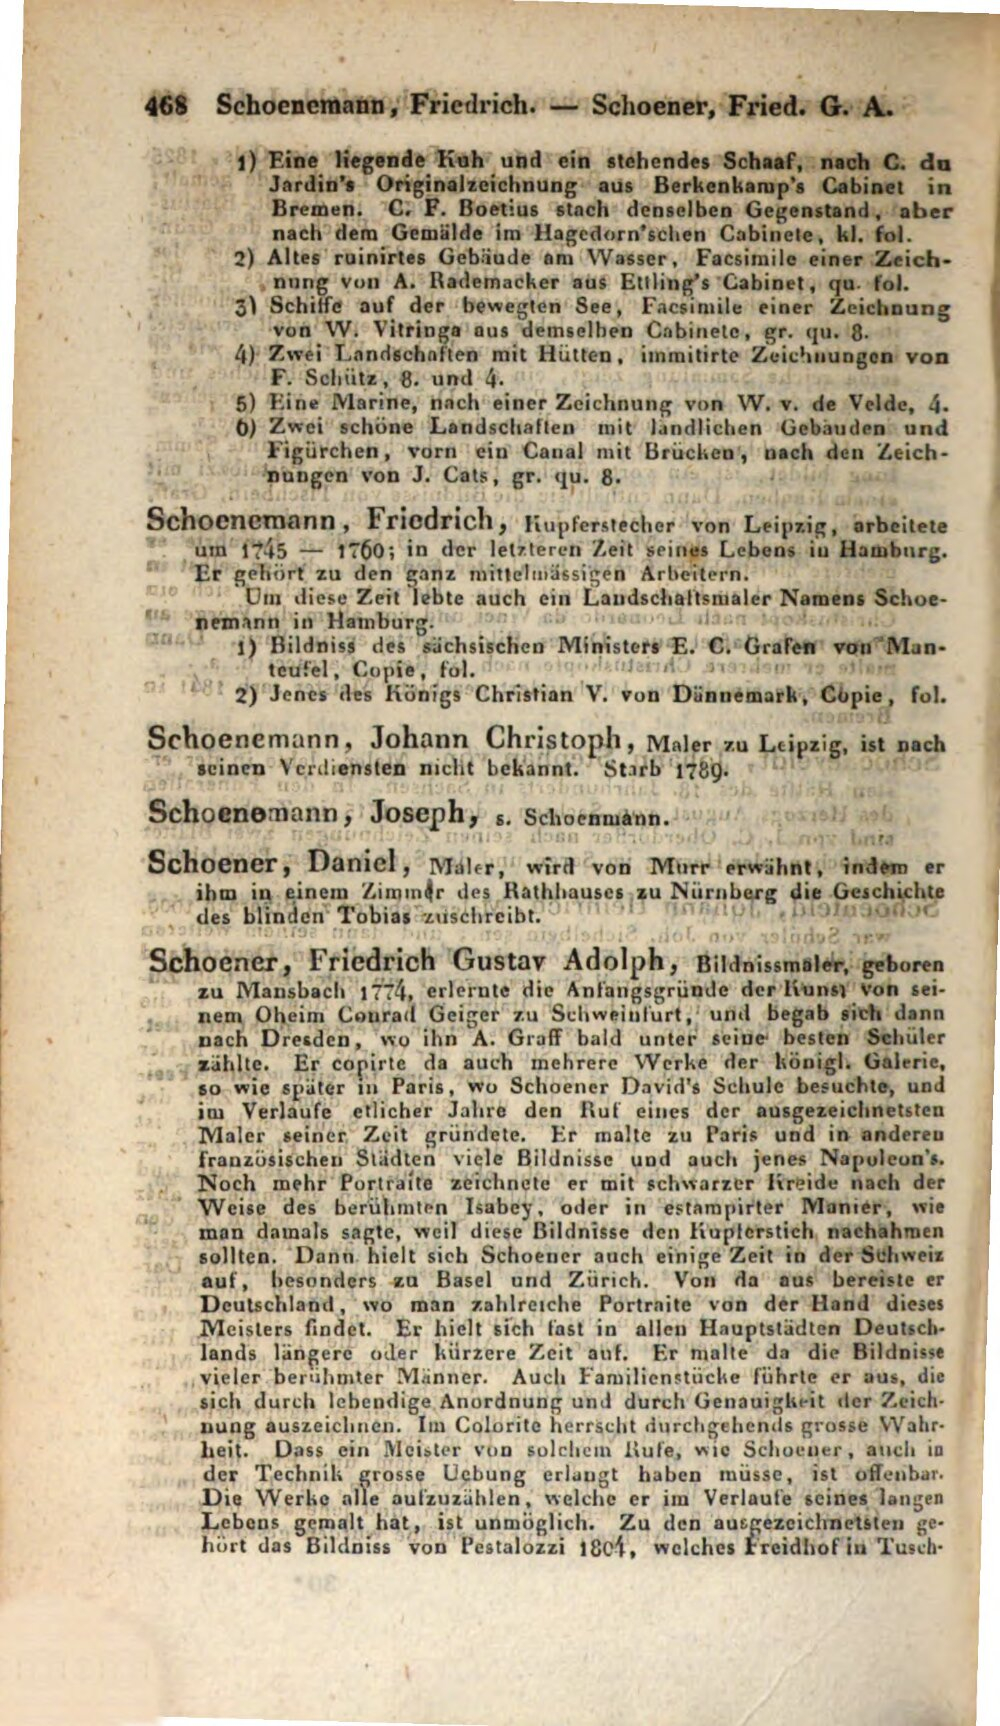 468 Schoenemann, Friedrich. — Schoener, Fried. G. A.
1) Eine liegende Kuh und ein stehendes Schaaf, nach C. du
Jardin's Originalzeichnung aus Berkenkamp's Cabinet in
Bremen. C. F. Boetius stach denselben Gegenstand, aber
nach dem Gemälde im Hagedorn'schen Cabinete, kl. fol.
2) Altes ruinirtes Gebäude am Wasser, Facsimile einer Zeich-
nung von A. Rademacker aus Ettling's Cabinet, qu. fol.
3) Schiffe auf der bewegten See, Facsimile einer Zeichnung
von W. Vitringa aus demselben Cabinete, gr. qu. 8.
4) Zwei Landschaften mit Hütten, immitirte Zeichnungen von
F. Schütz, 8. und 4.
5) Eine Marine, nach einer Zeichnung von W. v. de Velde, 4.
6) Zwei schöne Landschaften mit ländlichen Gebäuden und
Figürchen, vorn ein Canal mit Brücken, nach den Zeich-
nungen von J. Cats, gr. qu. 8.
Schoenemann, Friedrich, Kupferstecher von Leipzig, arbeitete
um 1745 — 1760; in der letzteren Zeit seines Lebens in Hamburg.
Er gehört zu den ganz mittelmässigen Arbeitern.
Um diese Zeit lebte auch ein Landschaftsmaler Namens Schoe-
nemann in Hamburg.
1) Bildniss des sächsischen Ministers E. C. Grafen von Man-
teufel, Copie, fol.
2) Jenes des Königs Christian V. von Dännemark, Copie, fol.
Schoenemann, Johann Christoph, Maler zu Leipzig, ist nach
seinen Verdiensten nicht bekannt. Starb 1789.
Schoenemann, Joseph, s. Schoenmann.
Schoener, Daniel, Maler, wird von Murr erwähnt, indem er
ihm in einem Zimmer des Rathhauses zu Nürnberg die Geschichte
des blinden Tobias zuschreibt.
Schoener, Friedrich Gustav Adolph, Bildnissmaler, geboren
zu Mansbach 1774, erlernte die Anfangsgründe der Kunst von sei-
nem Oheim Conrad Geiger zu Schweinfurt, und begab sich dann
nach Dresden, wo ihn A. Graff bald unter seine besten Schüler
zählte. Er copirte da auch mehrere Werke der königl. Galerie,
so wie später in Paris, wo Schoener David's Schule besuchte, und
im Verlaufe etlicher Jahre den Ruf eines der ausgezeichnetsten
Maler seiner Zeit gründete. Er malte zu Paris und in anderen
französischen Städten viele Bildnisse und auch jenes Napoleon's.
Noch mehr Portraite zeichnete er mit schwarzer Kreide nach der
Weise des berühmten Isabey, oder in estampirter Manier, wie
man damals sagte, weil diese Bildnisse den Kupferstich nachahmen
sollten. Dann hielt sich Schoener auch einige Zeit in der Schweiz
auf, besonders zu Basel und Zürich. Von da aus bereiste er
Deutschland, wo man zahlreiche Portraite von der Hand dieses
Meisters findet. Er hielt sich fast in allen Hauptstädten Deutsch-
lands längere oder kürzere Zeit auf. Er malte da die Bildnisse
vieler berühmter Männer. Auch Familienstücke führte er aus, die
sich durch lebendige Anordnung und durch Genauigkeit der Zeich-
nung auszeichnen. Im Colorite herrscht durchgehends grosse Wahr-
heit. Dass ein Meister von solchem Rufe, wie Schoener, auch in
der Technik grosse Uebung erlangt haben müsse, ist offenbar.
Die Werke alle aufzuzählen, welche er im Verlaufe seines langen
Lebens gemalt hat, ist unmöglich. Zu den ausgezeichnetsten ge-
hört das Bildniss von Pestalozzi 1804, welches Freidhof in Tusch-